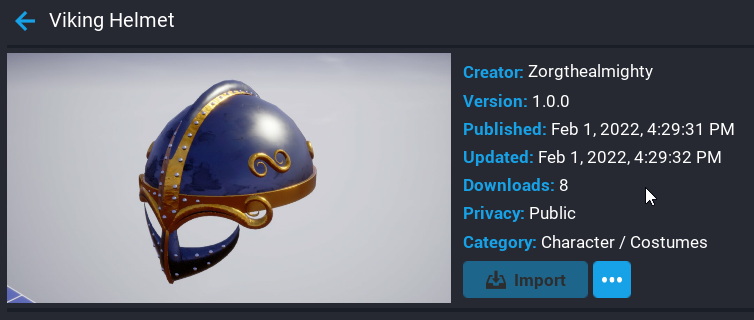 Viking Helmet
Creator: Zorgthealmighty
Version: 1.0.0
Published: Feb 1, 2022, 4:29:31 PM
Updated: Feb 1, 2022, 4:29:32 PM
Downloads: 8
Privacy: Public
Category: Character / Costumes
Import